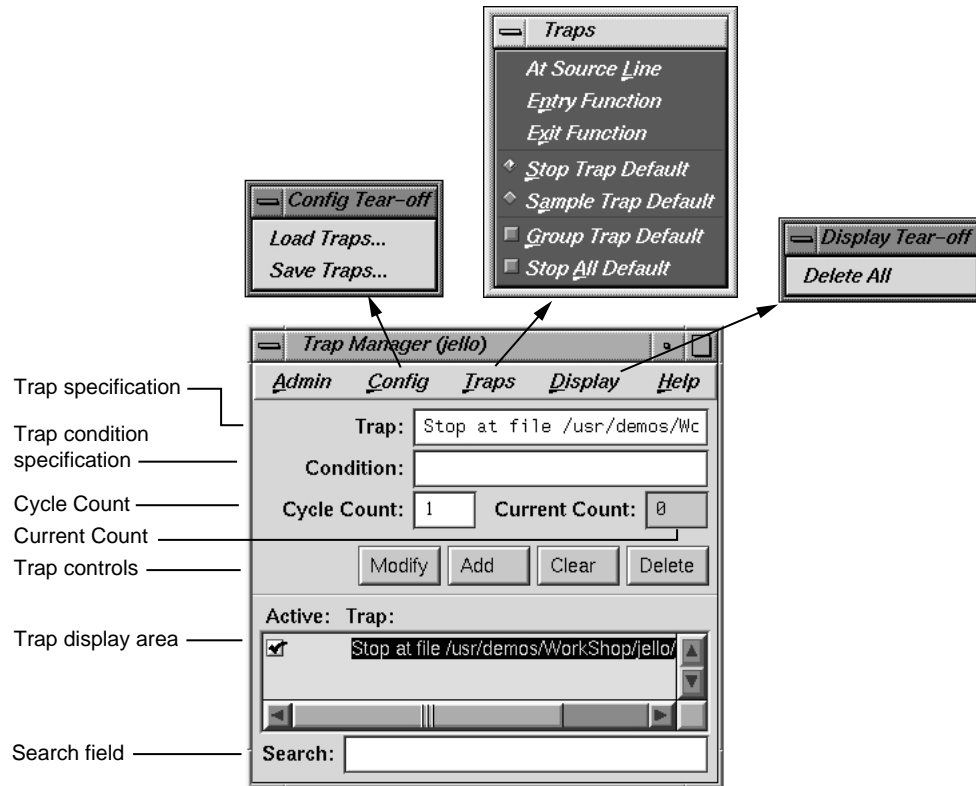 Traps
At Source Line
Entry Function
Exit Function
Stop Trap Default
Sample Trap Default
Group Trap Default
Stop All Default
Config Tear-off
Load Traps...
Save Traps...
Display Tear-off
Delete All
Trap Manager (jello)
Admin Config Traps Display Help
Trap specification
Trap: Stop at file /usr/demos/Wc
Trap condition
specification
Condition:
Cycle Count
Cycle Count: 1 Current Count: 0
Current Count
Trap controls
Modify Add Clear Delete
Active: Trap:
Trap display area
Stop at file /usr/demos/WorkShop/jello/
Search field
Search: